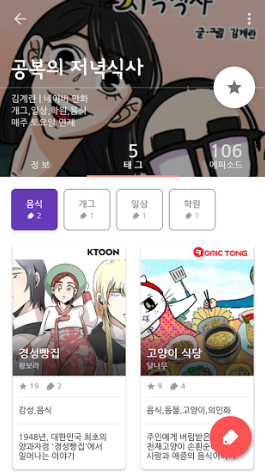 글·그림 김계란
공복의 저녁식사
김계란 | 네이버 만화
개그,일상,학원,음식
매주 토요일 연재
5
106
정 보
태 그
에피소드
음식
개그
일상
학원
2
1
1
1
KTOON
COMIC TONG
경성빵집
왕보라
고양이 식당
달나무
19
2
9
4
감성,음식
음식,동물,고양이,의인화
1948년, 대한민국 최초의
양과자점 '경성빵집'에서
일어나는 이야기
주인에게 버림받은
천재고양이 손환순
사랑과 애증의 음식이야기